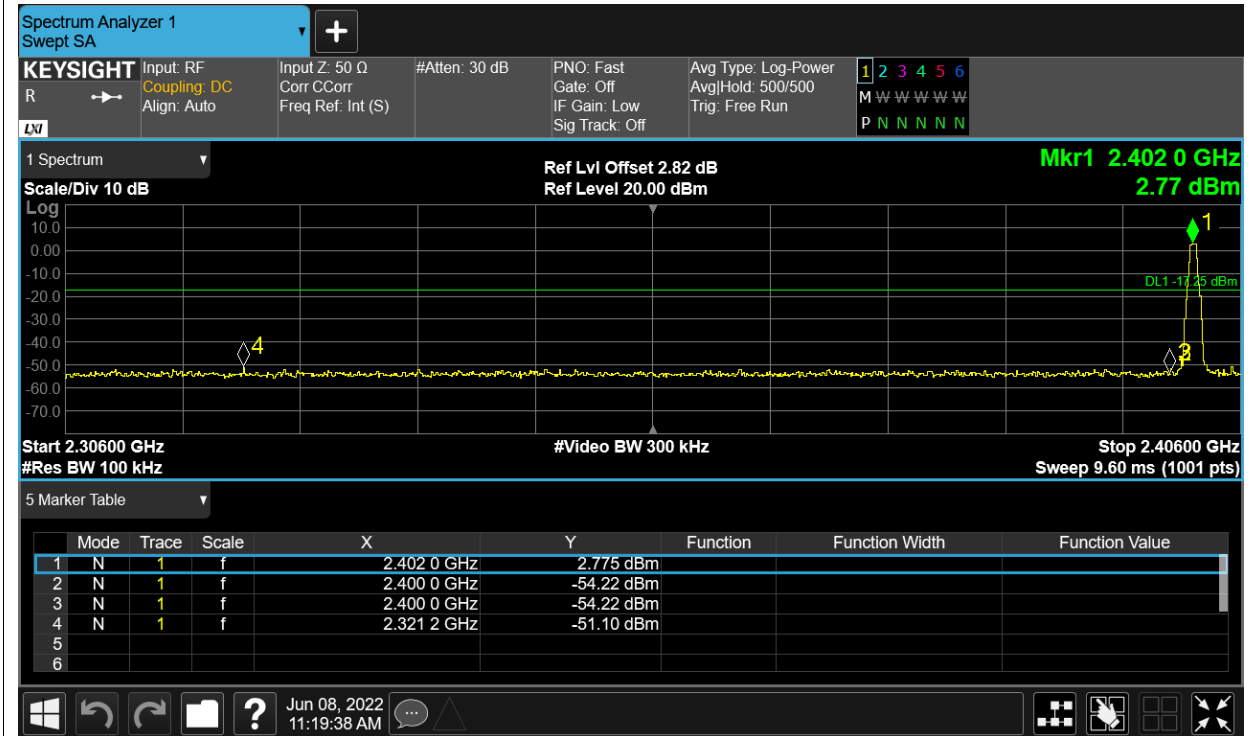 Spectrum Analyzer 1
Swept SA
KEYSIGHT
R
LXI
Input: RF
Coupling: DC
Align: Auto
Input Z: 50 Ω
Corr CCorr
Freq Ref: Int (S)
#Atten: 30 dB
PNO: Fast
Gate: Off
IF Gain: Low
Sig Track: Off
Avg Type: Log-Power
Avg|Hold: 500/500
Trig: Free Run
1 2 3 4 5 6
M W W W W W W
P N N N N N N
1 Spectrum
Scale/Div 10 dB
Ref Lvl Offset 2.82 dB
Ref Level 20.00 dBm
Mkr1 2.402 0 GHz
2.77 dBm
Log
10.0
0.00
-10.0
-20.0
-30.0
-40.0
-50.0
-60.0
-70.0
1
DL1 -17.25 dBm
4
Start 2.30600 GHz
#Res BW 100 kHz
#Video BW 300 kHz
Stop 2.40600 GHz
Sweep 9.60 ms (1001 pts)
5 Marker Table
Mode Trace Scale X Y Function Function Width Function Value
1 N 1 f 2.402 0 GHz 2.775 dBm
2 N 1 f 2.400 0 GHz -54.22 dBm
3 N 1 f 2.400 0 GHz -54.22 dBm
4 N 1 f 2.321 2 GHz -51.10 dBm
5
6
?
Jun 08, 2022
11:19:38 AM